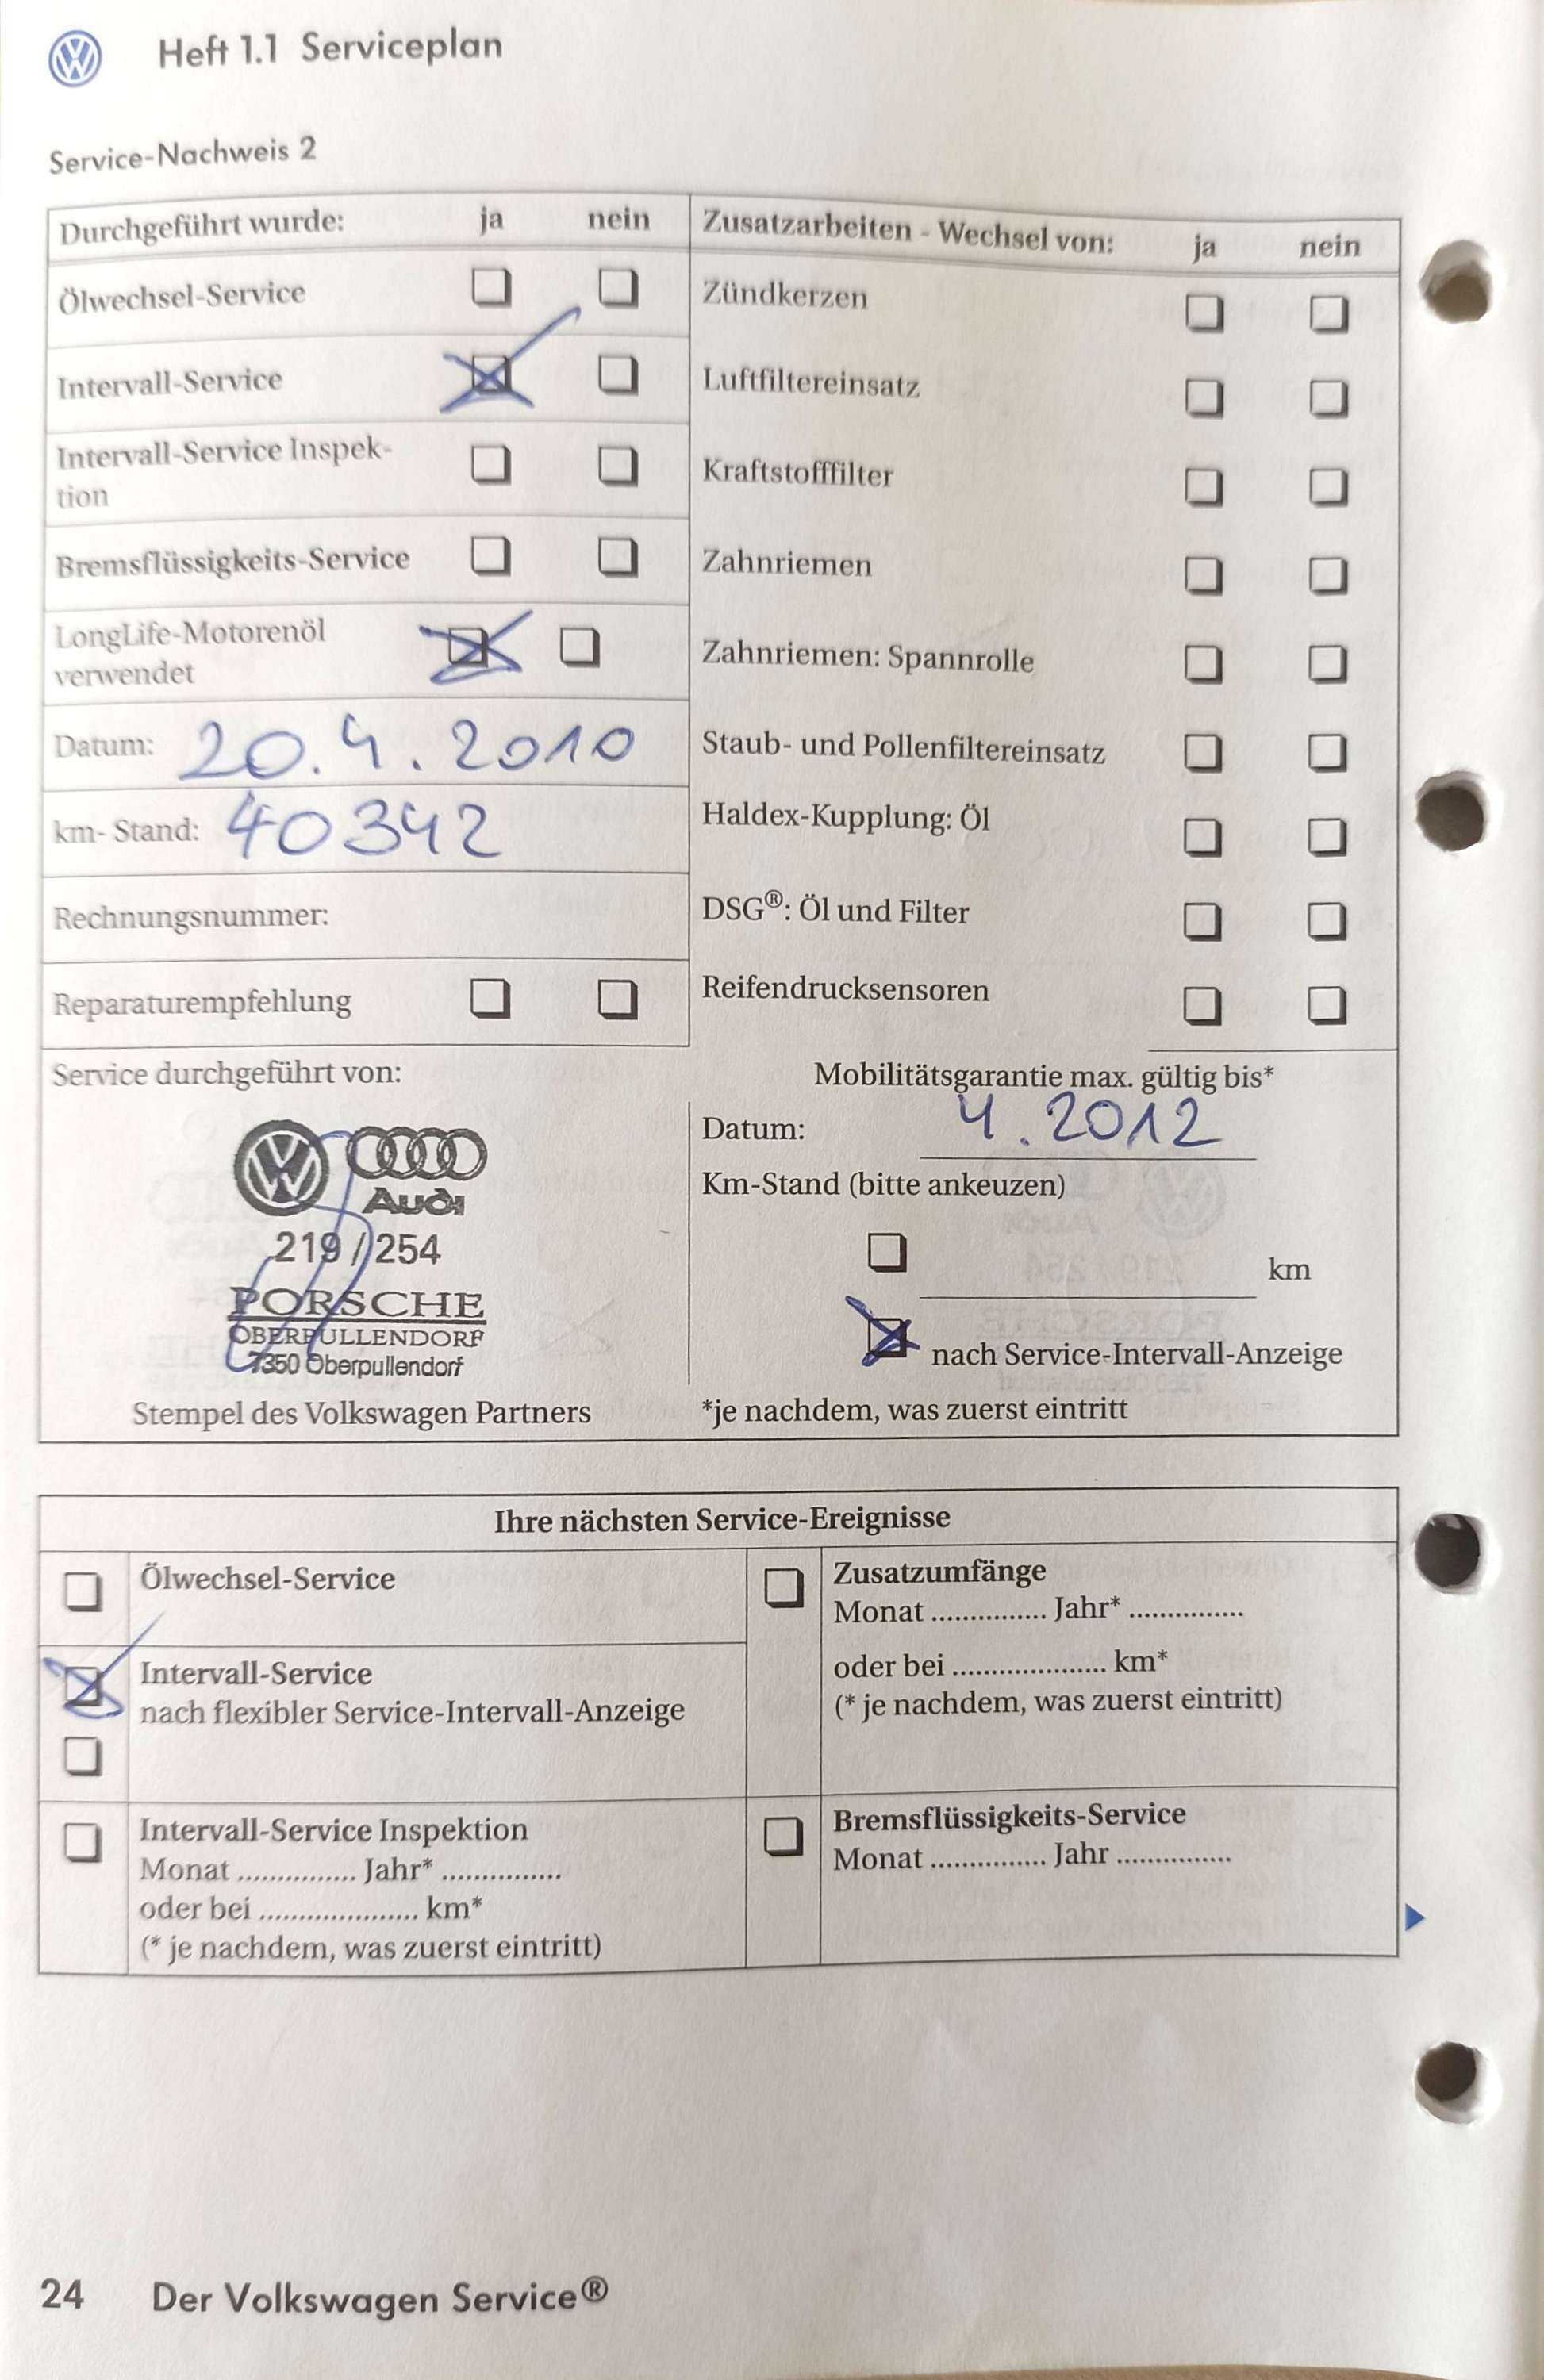 Heft 1.1 Serviceplan
Service-Nachweis 2
Durchgeführt wurde: ja nein
Ölwechsel-Service
Intervall-Service
Intervall-Service Inspek-
tion
Bremsflüssigkeits-Service
LongLife-Motorenöl
verwendet
Datum: 20.4.2010
km- Stand: 40342
Rechnungsnummer:
Reparaturempfehlung
Zusatzarbeiten - Wechsel von: ja nein
Zündkerzen
Luftfiltereinsatz
Kraftstofffilter
Zahnriemen
Zahnriemen: Spannrolle
Staub- und Pollenfiltereinsatz
Haldex-Kupplung: Öl
DSG®: Öl und Filter
Reifendrucksensoren
Service durchgeführt von:
Audi
219 / 254
PORSCHE
OBERPULLENDORF
7350 Oberpullendorf
Stempel des Volkswagen Partners
Mobilitätsgarantie max. gültig bis*
Datum: 4.2012
Km-Stand (bitte ankeuzen)
km
nach Service-Intervall-Anzeige
*je nachdem, was zuerst eintritt
Ihre nächsten Service-Ereignisse
Ölwechsel-Service
Intervall-Service
nach flexibler Service-Intervall-Anzeige
Intervall-Service Inspektion
Monat ............... Jahr* ...............
oder bei .................... km*
(* je nachdem, was zuerst eintritt)
Zusatzumfänge
Monat ............... Jahr* ...............
oder bei .................... km*
(* je nachdem, was zuerst eintritt)
Bremsflüssigkeits-Service
Monat ............... Jahr ...............
24 Der Volkswagen Service®